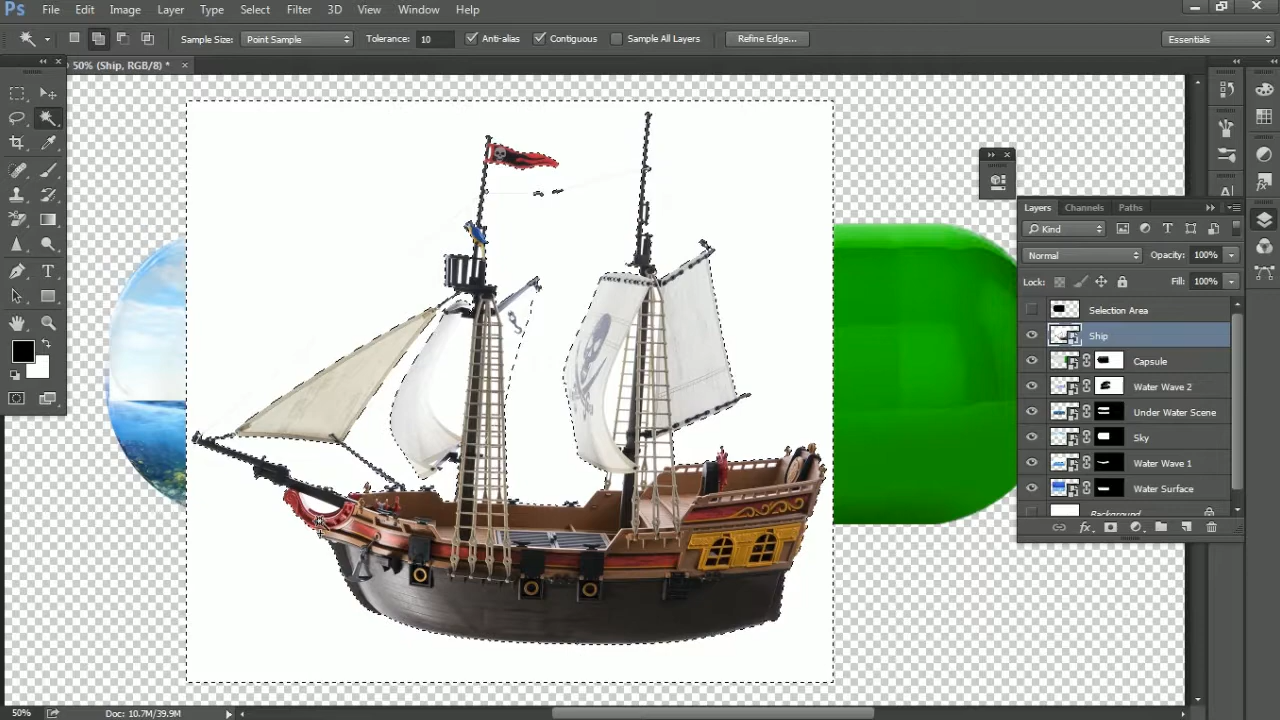 Ps File Edit Image Layer Type Select Filter 3D View Window Help
Sample Size: Point Sample Tolerance: 10 Anti-alias Contiguous Sample All Layers Refine Edge... Essentials
50% (Ship, RGB/8) *
Layers Channels Paths
Kind
Normal Opacity: 100%
Lock: Fill: 100%
Selection Area
Ship
Capsule
Water Wave 2
Under Water Scene
Sky
Water Wave 1
Water Surface
Background
50% Doc: 10.7M/39.9M